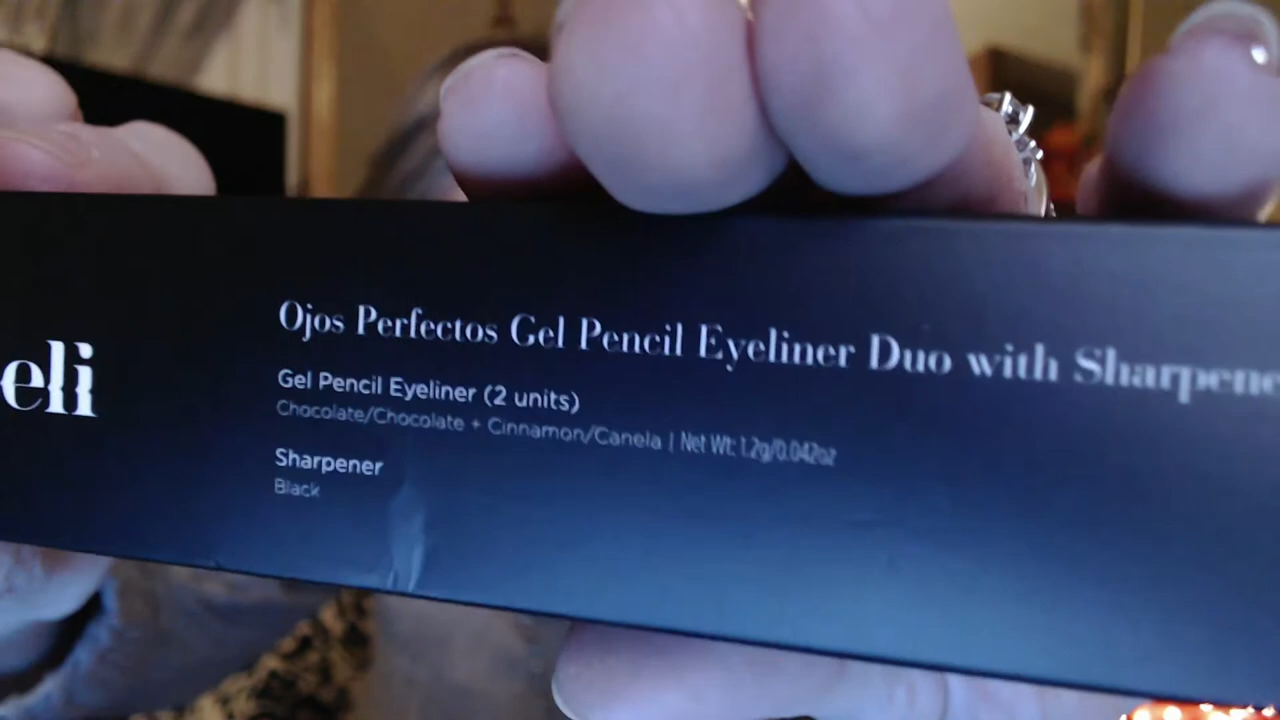 eli
Ojos Perfectos Gel Pencil Eyeliner Duo with Sharpene
Gel Pencil Eyeliner (2 units)
Chocolate/Chocolate + Cinnamon/Canela | Net Wt: 1.2g/0.042oz
Sharpener
Black